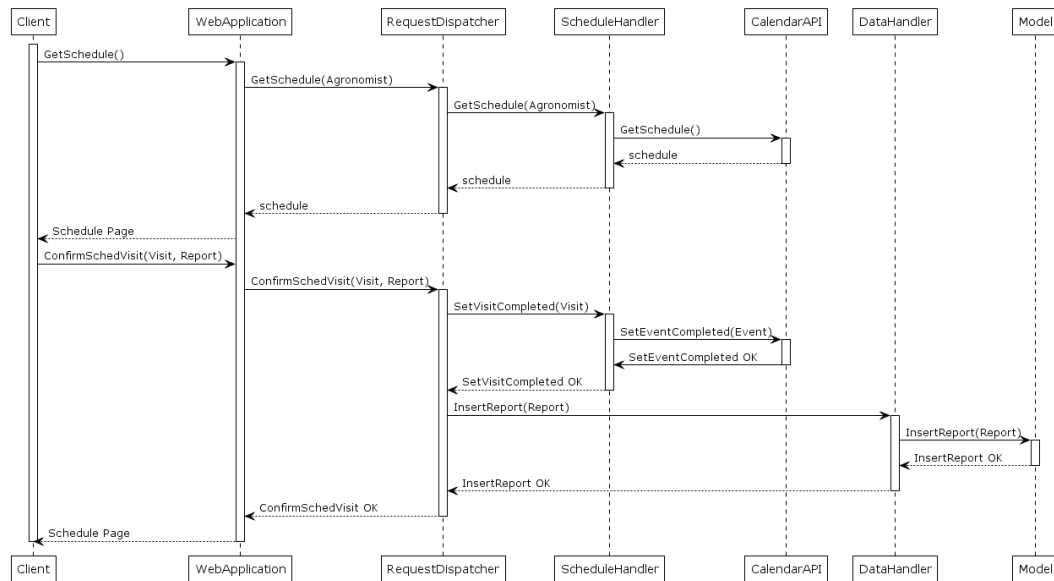 Client WebApplication RequestDispatcher ScheduleHandler CalendarAPI DataHandler Model
GetSchedule()
GetSchedule(Agronomist)
GetSchedule(Agronomist)
GetSchedule()
schedule
schedule
schedule
Schedule Page
ConfirmSchedVisit(Visit, Report)
ConfirmSchedVisit(Visit, Report)
SetVisitCompleted(Visit)
SetEventCompleted(Event)
SetEventCompleted OK
SetVisitCompleted OK
InsertReport(Report)
InsertReport(Report)
InsertReport OK
InsertReport OK
ConfirmSchedVisit OK
Schedule Page
Client WebApplication RequestDispatcher ScheduleHandler CalendarAPI DataHandler Model